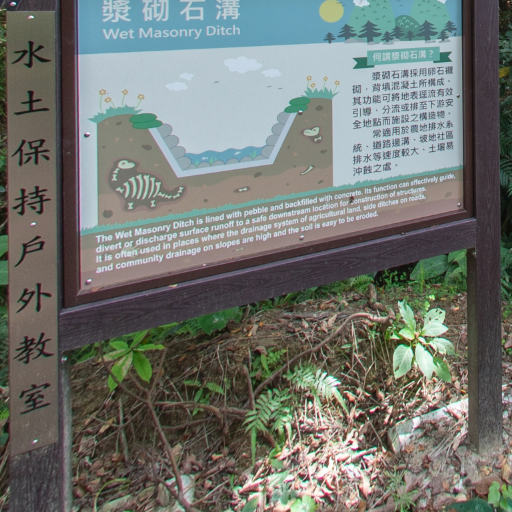 漿砌石溝
Wet Masonry Ditch
何謂漿砌石溝？
漿砌石溝採用卵石襯
砌，背填混凝土所構成，
其功能可將地表逕流有效
引導、分流或排至下游安
全地點而施設之構造物。
常適用於農地排水系
統、道路邊溝、坡地社區
排水等速度較大、土壤易
沖蝕之處。
The Wet Masonry Ditch is lined with pebble and backfilled with concrete. Its function can effectively guide,
divert or discharge surface runoff to a safe downstream location for construction of structures.
It is often used in places where the drainage system of agricultural land, side ditches on roads,
and community drainage on slopes are high and the soil is easy to be eroded.
水土保持戶外教室